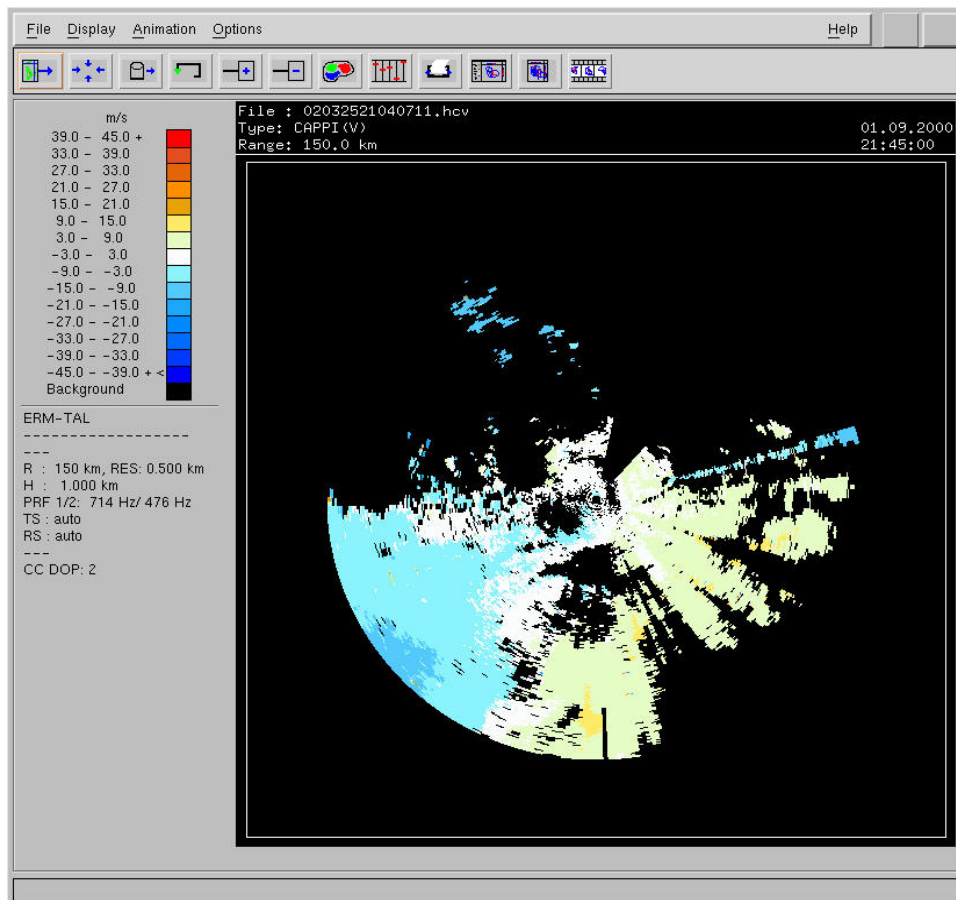 File Display Animation Options Help
File : 02032521040711.hcv
Type: CAPPI(V) 01.09.2000
Range: 150.0 km 21:45:00
m/s
39.0 - 45.0 +
33.0 - 39.0
27.0 - 33.0
21.0 - 27.0
15.0 - 21.0
9.0 - 15.0
3.0 - 9.0
-3.0 - 3.0
-9.0 - -3.0
-15.0 - -9.0
-21.0 - -15.0
-27.0 - -21.0
-33.0 - -27.0
-39.0 - -33.0
-45.0 - -39.0 + <
Background
ERM-TAL
------------------
---
R : 150 km, RES: 0.500 km
H : 1.000 km
PRF 1/2: 714 Hz/ 476 Hz
TS : auto
RS : auto
---
CC DOP: 2